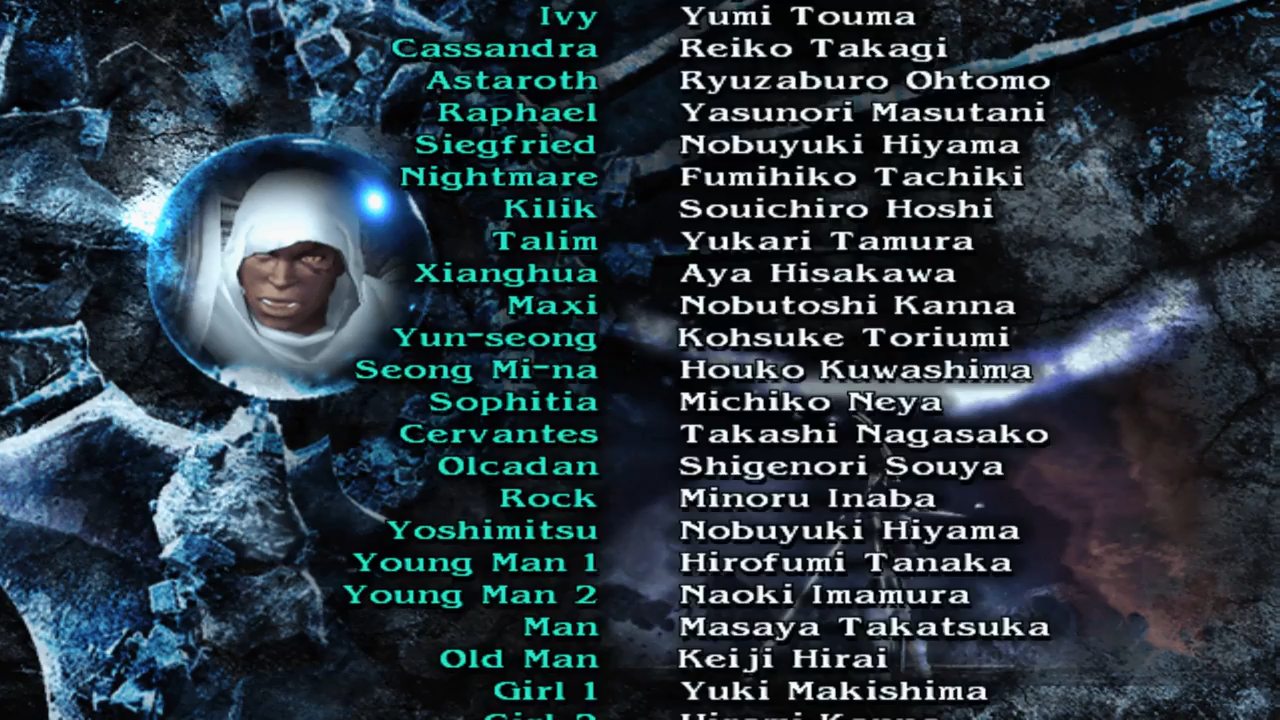 Ivy Yumi Touma
Cassandra Reiko Takagi
Astaroth Ryuzaburo Ohtomo
Raphael Yasunori Masutani
Siegfried Nobuyuki Hiyama
Nightmare Fumihiko Tachiki
Kilik Souichiro Hoshi
Talim Yukari Tamura
Xianghua Aya Hisakawa
Maxi Nobutoshi Kanna
Yun-seong Kohsuke Toriumi
Seong Mi-na Houko Kuwashima
Sophitia Michiko Neya
Cervantes Takashi Nagasako
Olcadan Shigenori Souya
Rock Minoru Inaba
Yoshimitsu Nobuyuki Hiyama
Young Man 1 Hirofumi Tanaka
Young Man 2 Naoki Imamura
Man Masaya Takatsuka
Old Man Keiji Hirai
Girl 1 Yuki Makishima
Girl 2